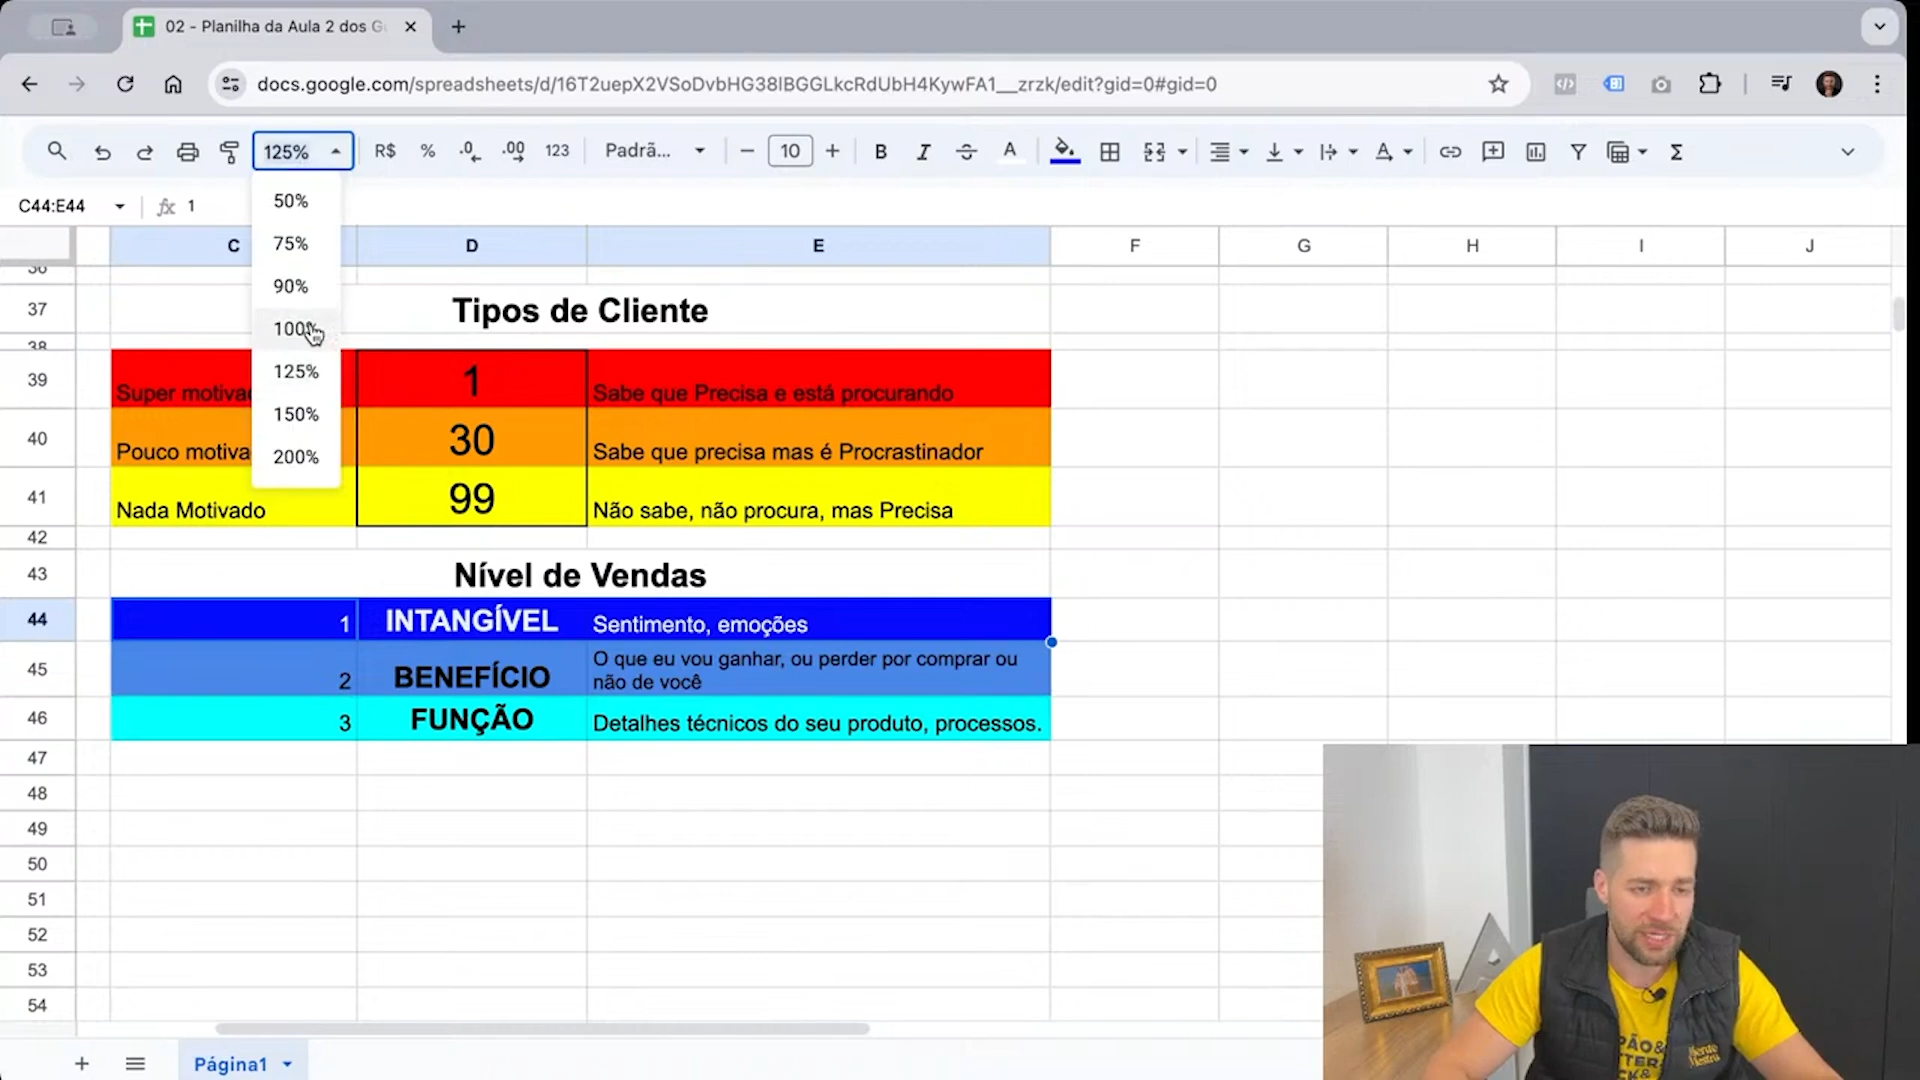 02 - Planilha da Aula 2 dos G
docs.google.com/spreadsheets/d/16T2uepX2VSoDvbHG38IBGGLkcRdUbH4KywFA1__zrzk/edit?gid=0#gid=0
125% R$ % .0 .00 123 Padrã... 10 B I A
C44:E44 fx 1
50%
75%
90%
100%
125%
150%
200%
C D E F G H I J
36
37 Tipos de Cliente
38
39 Super motiva 1 Sabe que Precisa e está procurando
40 Pouco motiva 30 Sabe que precisa mas é Procrastinador
41 Nada Motivado 99 Não sabe, não procura, mas Precisa
42
43 Nível de Vendas
44 1 INTANGÍVEL Sentimento, emoções
45 2 BENEFÍCIO O que eu vou ganhar, ou perder por comprar ou
não de você
46 3 FUNÇÃO Detalhes técnicos do seu produto, processos.
47
48
49
50
51
52
53
54
Página1